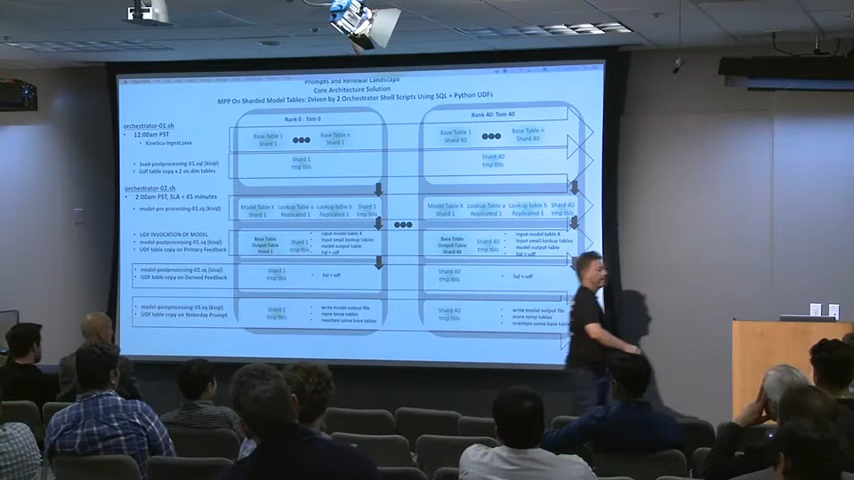 Prompts and Renewal Landscape
Core Architecture Solution
MPP On Sharded Model Tables: Driven by 2 Orchestrator Shell Scripts Using SQL + Python UDFs
Rank 0 : Tom 0
Rank 40: Tom 40
orchestrator-01.sh
• 12:00am PST
• Kinetica-Ingest.java
Base Table 1
Shard 1
Base Table n
Shard 1
Base Table 1
Shard 40
Base Table n
Shard 40
• load-postprocessing-01.sql (kisql)
• Udf table copy x 2 on dim tables
Shard 1
tmp tbls
Shard 40
tmp tbls
orchestrator-02.sh
• 2:00am PST, SLA < 45 minutes
• model-pre processing-01.sq (kisql)
Model Table X
Shard 1
Lookup Table a
Replicated 1
Lookup Table b
Replicated 1
Shard 1
tmp tbls
Model Table X
Shard 1
Lookup Table a
Replicated 1
Lookup Table b
Replicated 1
Shard 40
tmp tbls
• UDF INVOCATION OF MODEL
• model-postprocessing-01.sq (kisql)
• UDF table copy on Primary Feedback
Base Table
Output Table
Shard 1
Shard 1
tmp tbls
• input model table X
• Input small lookup tables
• model output table
• Sql + udf
Base Table
Output Table
Shard 40
Shard 40
tmp tbls
• input model table X
• Input small lookup tables
• model output table
• Sql + udf
• model-postprocessing-02.sq (kisql)
• UDF table copy on Derived Feedback
Shard 1
tmp tbls
• Sql + udf
Shard 40
tmp tbls
• Sql + udf
• model-postprocessing-03.sq (kisql)
• UDF table copy on Yesterday Prompt
Shard 1
tmp tbls
• write model output file
• more temp tables
• maintain some base tables
Shard 40
tmp tbls
• write model output file
• more temp tables
• maintain some base